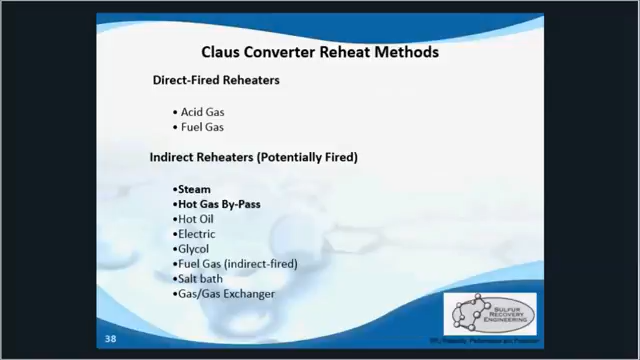 Claus Converter Reheat Methods
Direct-Fired Reheaters
• Acid Gas
• Fuel Gas
Indirect Reheaters (Potentially Fired)
•Steam
•Hot Gas By-Pass
•Hot Oil
•Electric
•Glycol
•Fuel Gas (indirect-fired)
•Salt bath
•Gas/Gas Exchanger
SULFUR
RECOVERY
ENGINEERING
38